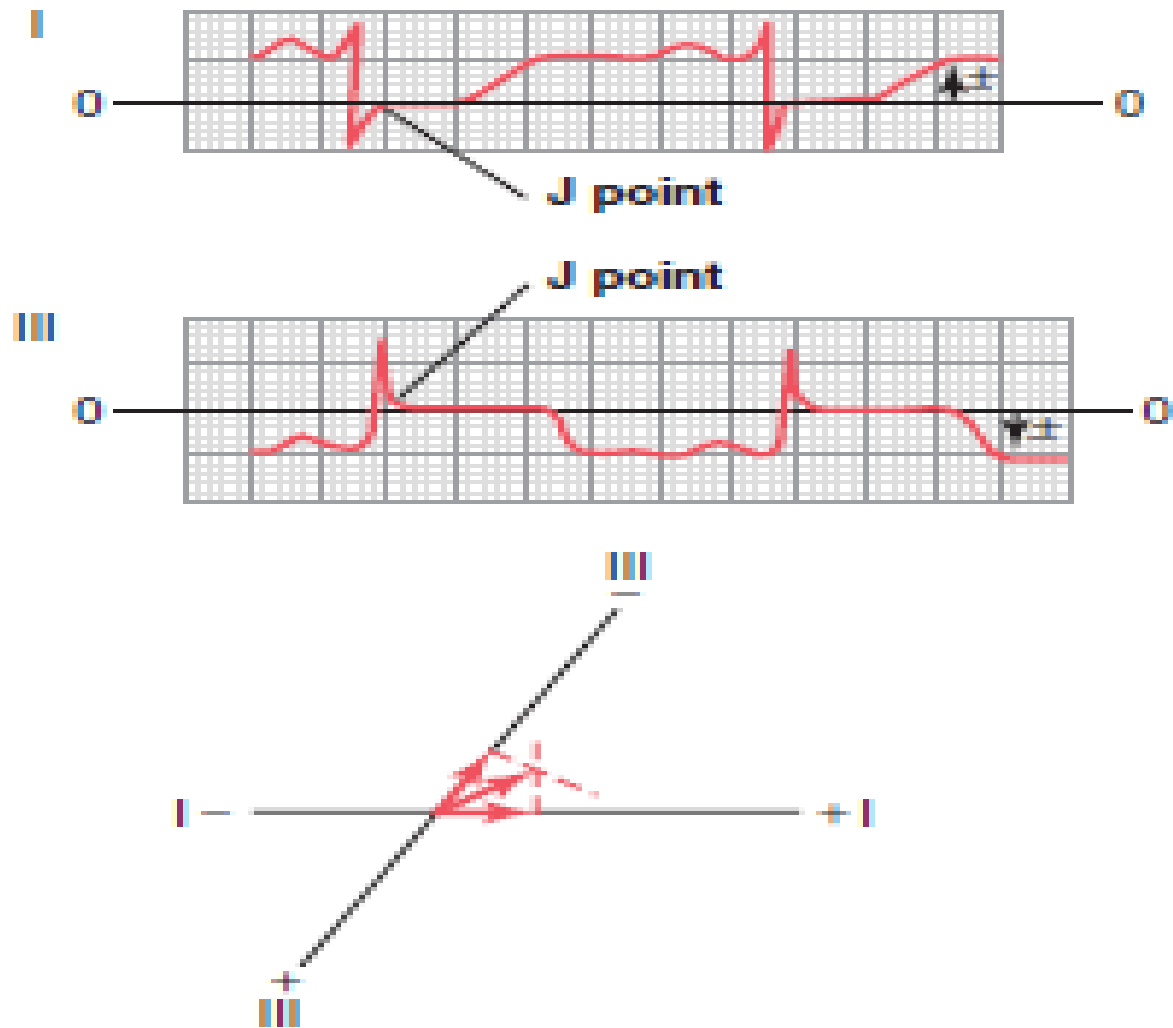 I
O O
±
J point
J point
III
O O
±
III
−
I − + I
+
III